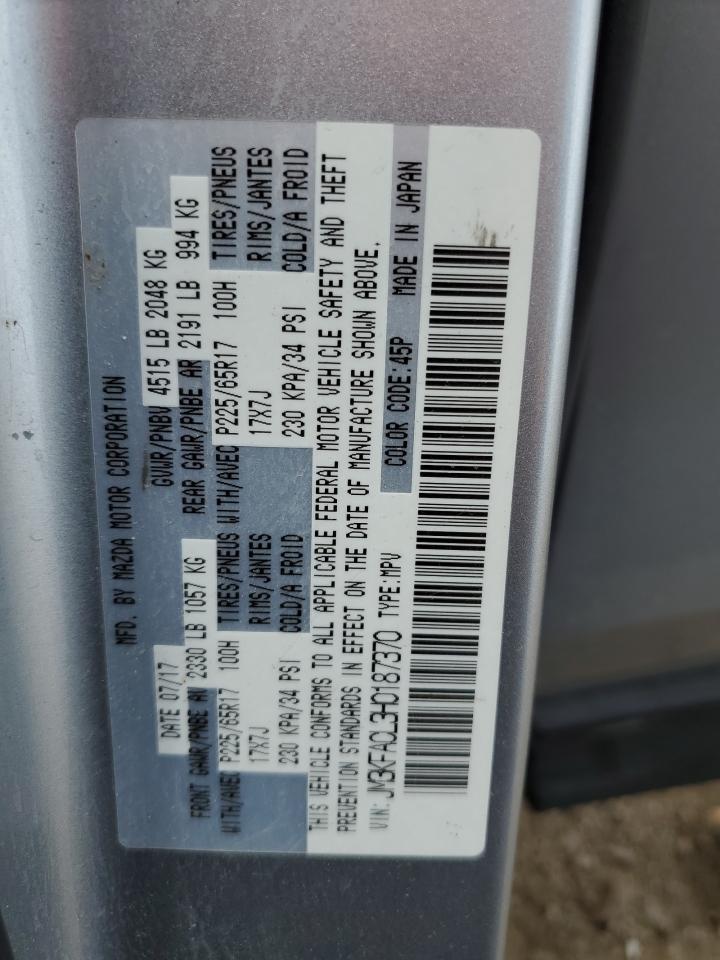 MFD. BY MAZDA MOTOR CORPORATION
DATE 07/17 GVWR/PNBV 4515 LB 2048 KG
FRONT GAWR/PNBE AV 2330 LB 1057 KG REAR GAWR/PNBE AR 2191 LB 994 KG
WITH/AVEC P225/65R17 100H TIRES/PNEUS WITH/AVEC P225/65R17 100H TIRES/PNEUS
17X7J RIMS/JANTES 17X7J RIMS/JANTES
230 KPA/34 PSI COLD/A FROID 230 KPA/34 PSI COLD/A FROID
THIS VEHICLE CONFORMS TO ALL APPLICABLE FEDERAL MOTOR VEHICLE SAFETY AND THEFT
PREVENTION STANDARDS IN EFFECT ON THE DATE OF MANUFACTURE SHOWN ABOVE.
VIN: JM3KFACL3H0187370 TYPE:MPV COLOR CODE:45P MADE IN JAPAN